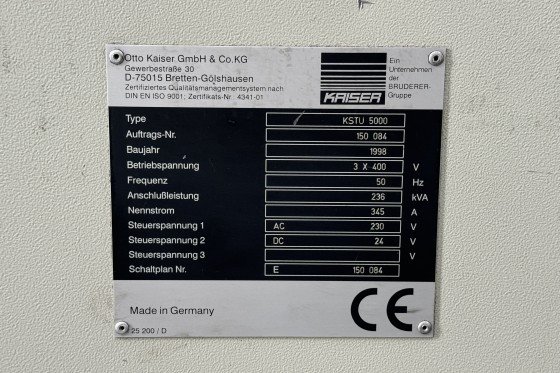 Otto Kaiser GmbH & Co.KG
Gewerbestraße 30
D-75015 Bretten-Gölshausen
Zertifiziertes Qualitätsmanagementsystem nach
DIN EN ISO 9001, Zertifikats-Nr.: 4341-01
KAISER
Ein
Unternehmen
der
BRUDERER-
Gruppe
Type KSTU 5000
Auftrags-Nr. 150 084
Baujahr 1998
Betriebspannung 3 X 400 V
Frequenz 50 Hz
Anschlußleistung 236 kVA
Nennstrom 345 A
Steuerspannung 1 AC 230 V
Steuerspannung 2 DC 24 V
Steuerspannung 3 V
Schaltplan Nr. E 150 084
Made in Germany
CE
25 200 / D